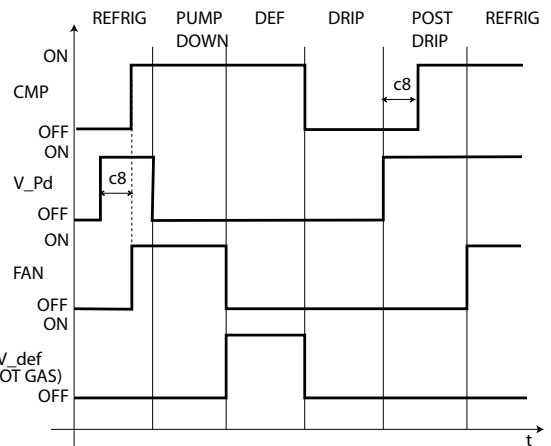 REFRIG PUMP DOWN DEF DRIP POST DRIP REFRIG
ON
CMP
c8
OFF
ON
V_Pd
c8
OFF
ON
FAN
OFF
ON
V_def
OT GAS)
OFF
t